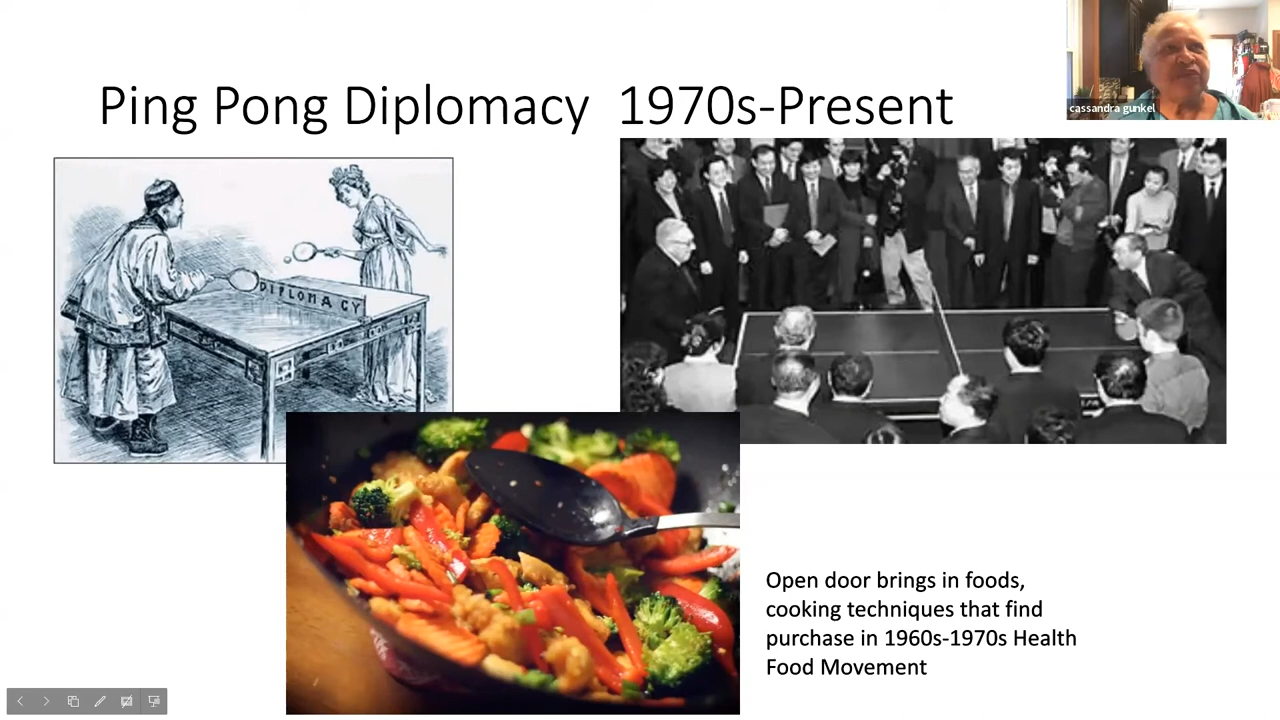 Ping Pong Diplomacy 1970s-Present
cassandra gunkel
DIPLOMACY
Open door brings in foods,
cooking techniques that find
purchase in 1960s-1970s Health
Food Movement